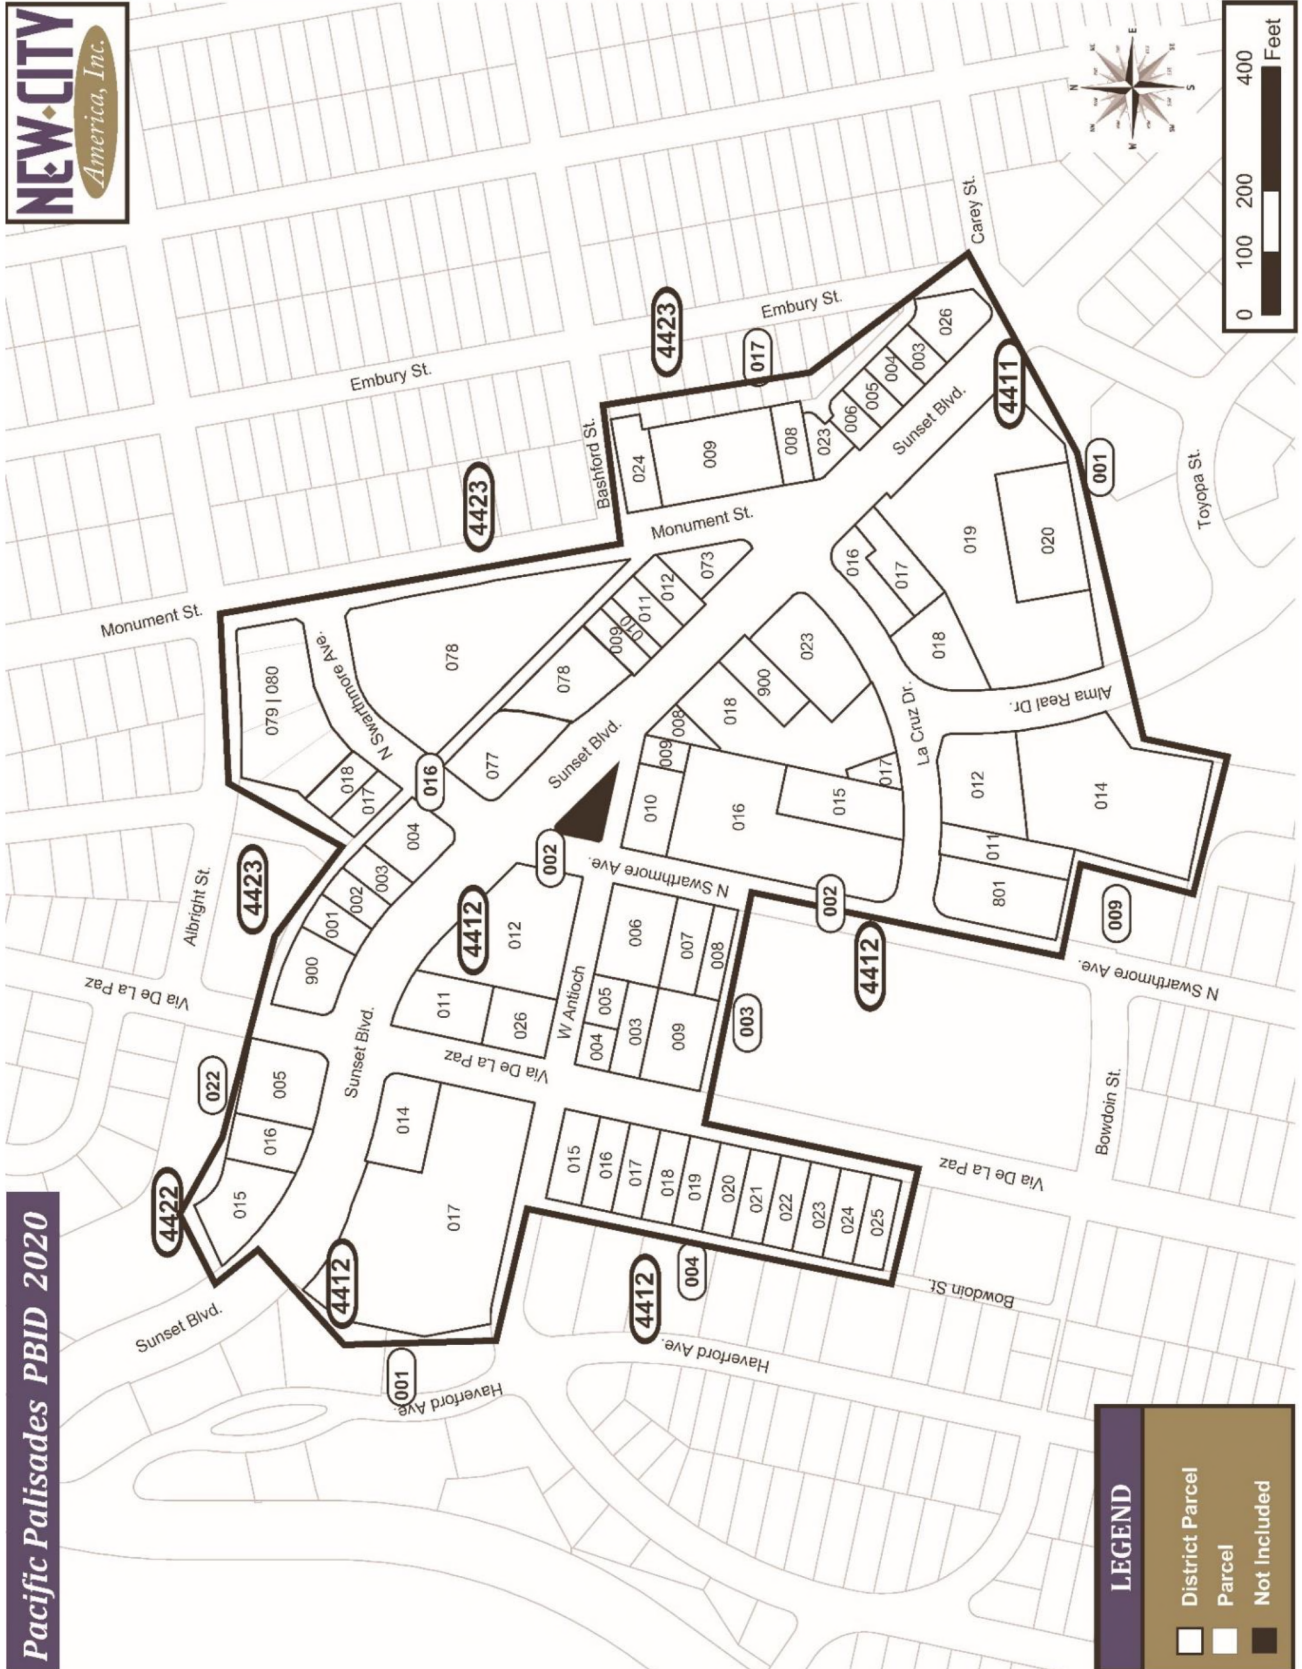 Pacific Palisades PBID 2020
NEW CITY
America, Inc.
Sunset Blvd.
4422
022
Via De La Paz
Albright St.
4423
Monument St.
079 | 080
N Swarthmore Ave.
018
017
016
078
4423
Embury St.
015
016
005
900
001
002
003
004
077
078
009
010
011
012
073
Monument St.
Bashford St.
4423
017
Embury St.
024
009
008
023
006
005
004
003
026
Carey St.
Sunset Blvd.
4411
001
Toyopa St.
4412
001
Haverford Ave.
014
017
Sunset Blvd.
011
026
012
4412
Via De La Paz
W Antioch
002
Sunset Blvd.
N Swarthmore Ave.
004
005
003
006
007
008
009
003
010
009
008
016
015
017
018
900
023
La Cruz Dr.
016
017
018
019
020
Alma Real Dr.
012
011
801
014
002
4412
009
N Swarthmore Ave.
015
016
017
018
019
020
021
022
023
024
025
4412
004
Haverford Ave.
Bowdoin St.
Via De La Paz
Bowdoin St.
LEGEND
District Parcel
Parcel
Not Included
N
E
S
W
0 100 200 400
Feet